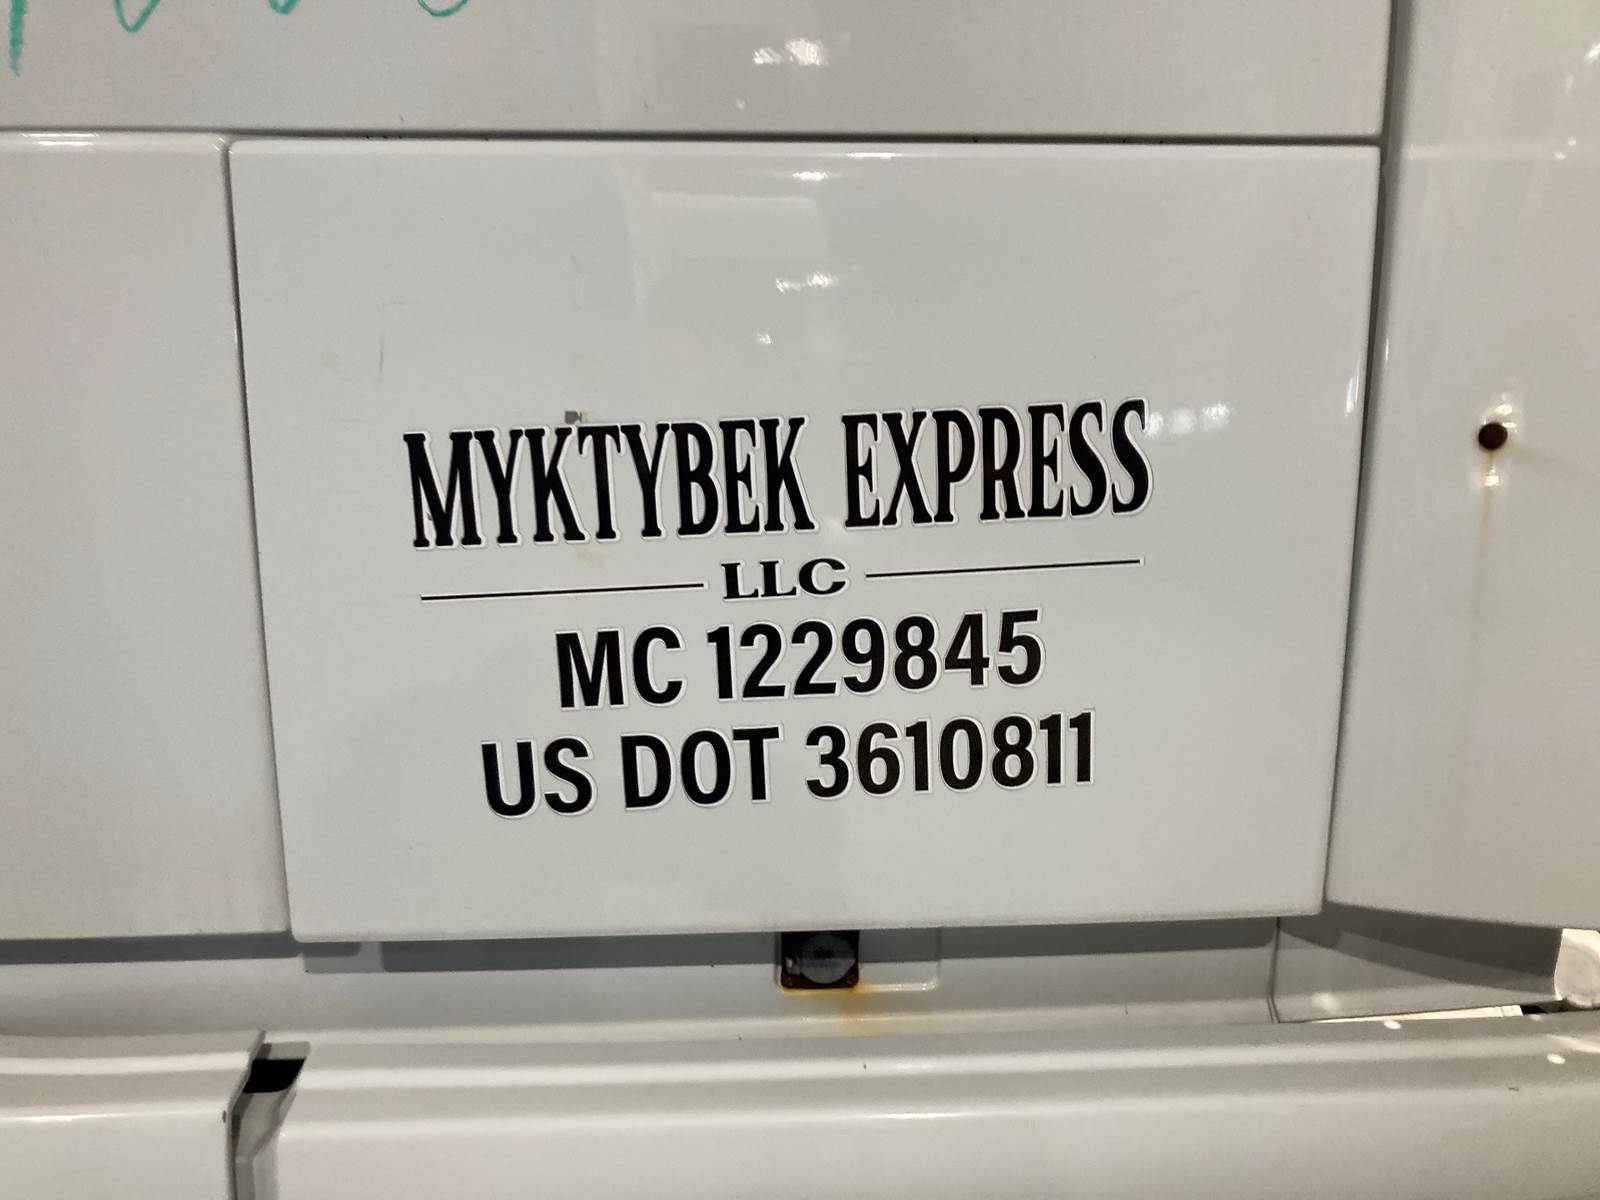 MYKTYBEK EXPRESS
LLC
MC 1229845
US DOT 3610811